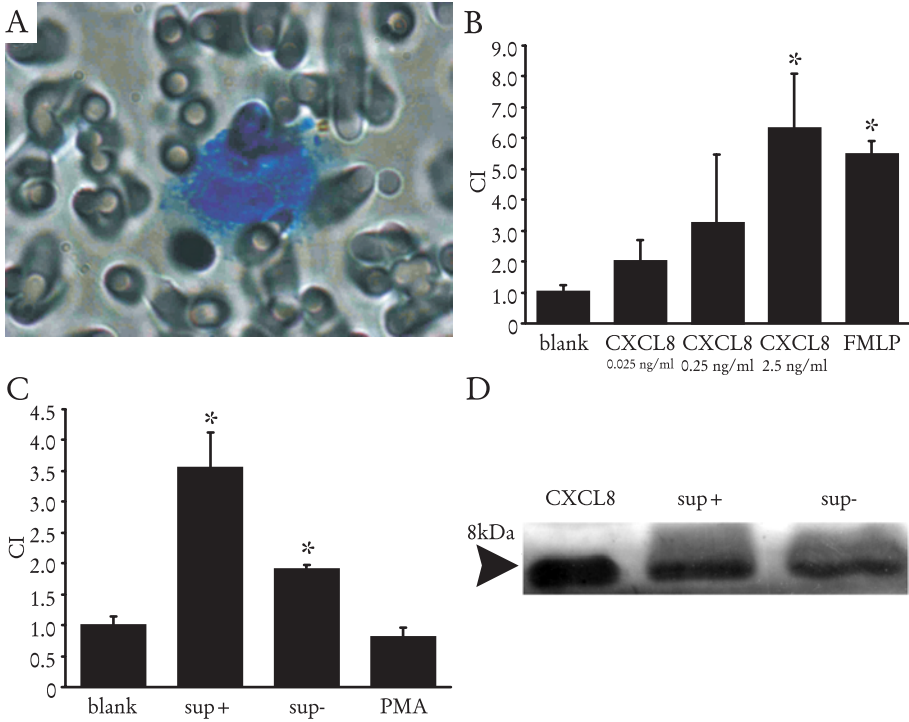 A
B
9.0
8.0
7.0
6.0
5.0
4.0
3.0
2.0
1.0
0
CI
*
*
blank
CXCL8
0.025 ng/ml
CXCL8
0.25 ng/ml
CXCL8
2.5 ng/ml
FMLP
C
4.5
4.0
3.5
3.0
2.5
2.0
1.5
1.0
0.5
0
CI
*
*
blank
sup+
sup-
PMA
D
CXCL8
sup+
sup-
8kDa